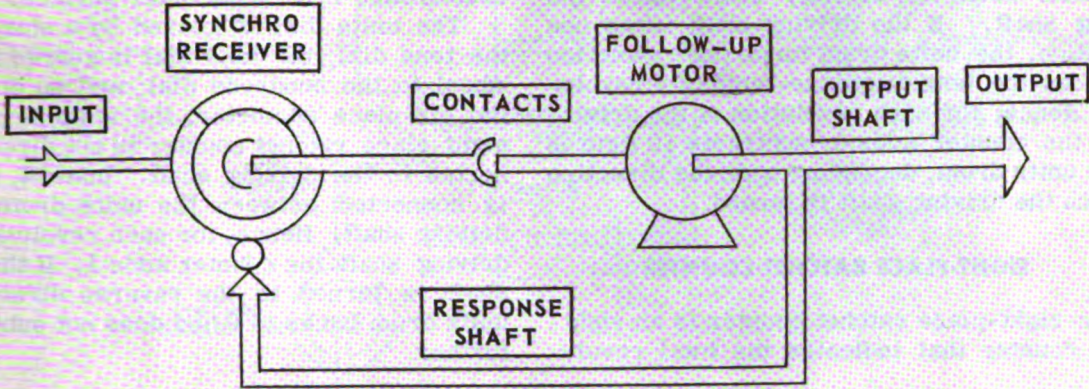 SYNCHRO
RECEIVER
FOLLOW-UP
MOTOR
INPUT
CONTACTS
OUTPUT
SHAFT
OUTPUT
RESPONSE
SHAFT